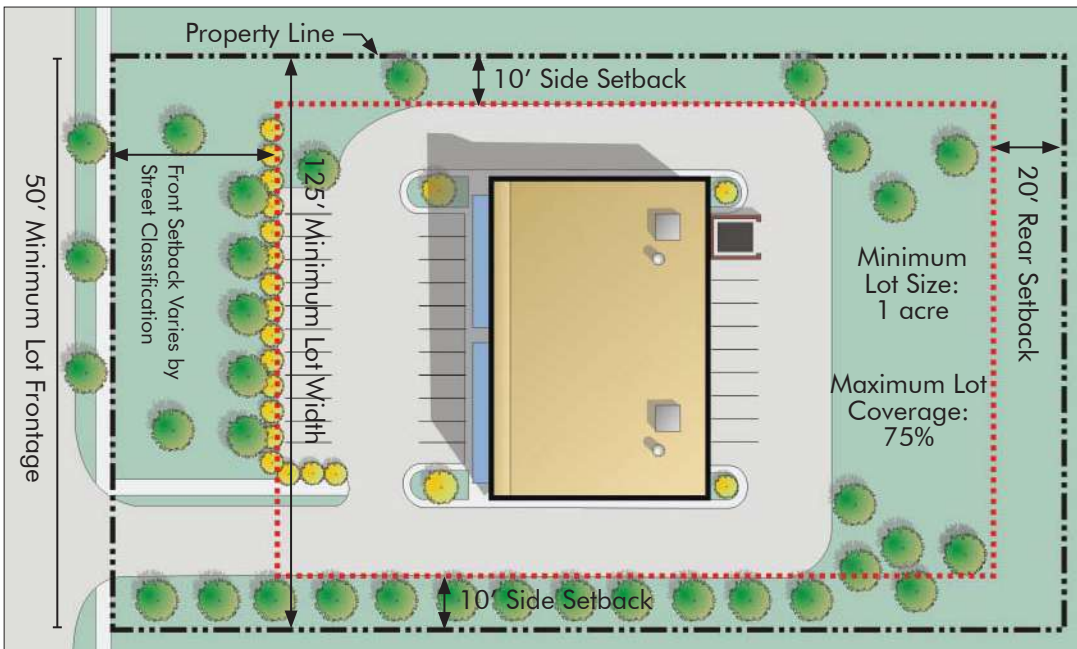 Property Line
10’ Side Setback
50’ Minimum Lot Frontage
Front Setback Varies by
Street Classification
125’ Minimum Lot Width
20’ Rear Setback
Minimum
Lot Size:
1 acre
Maximum Lot
Coverage:
75%
10’ Side Setback